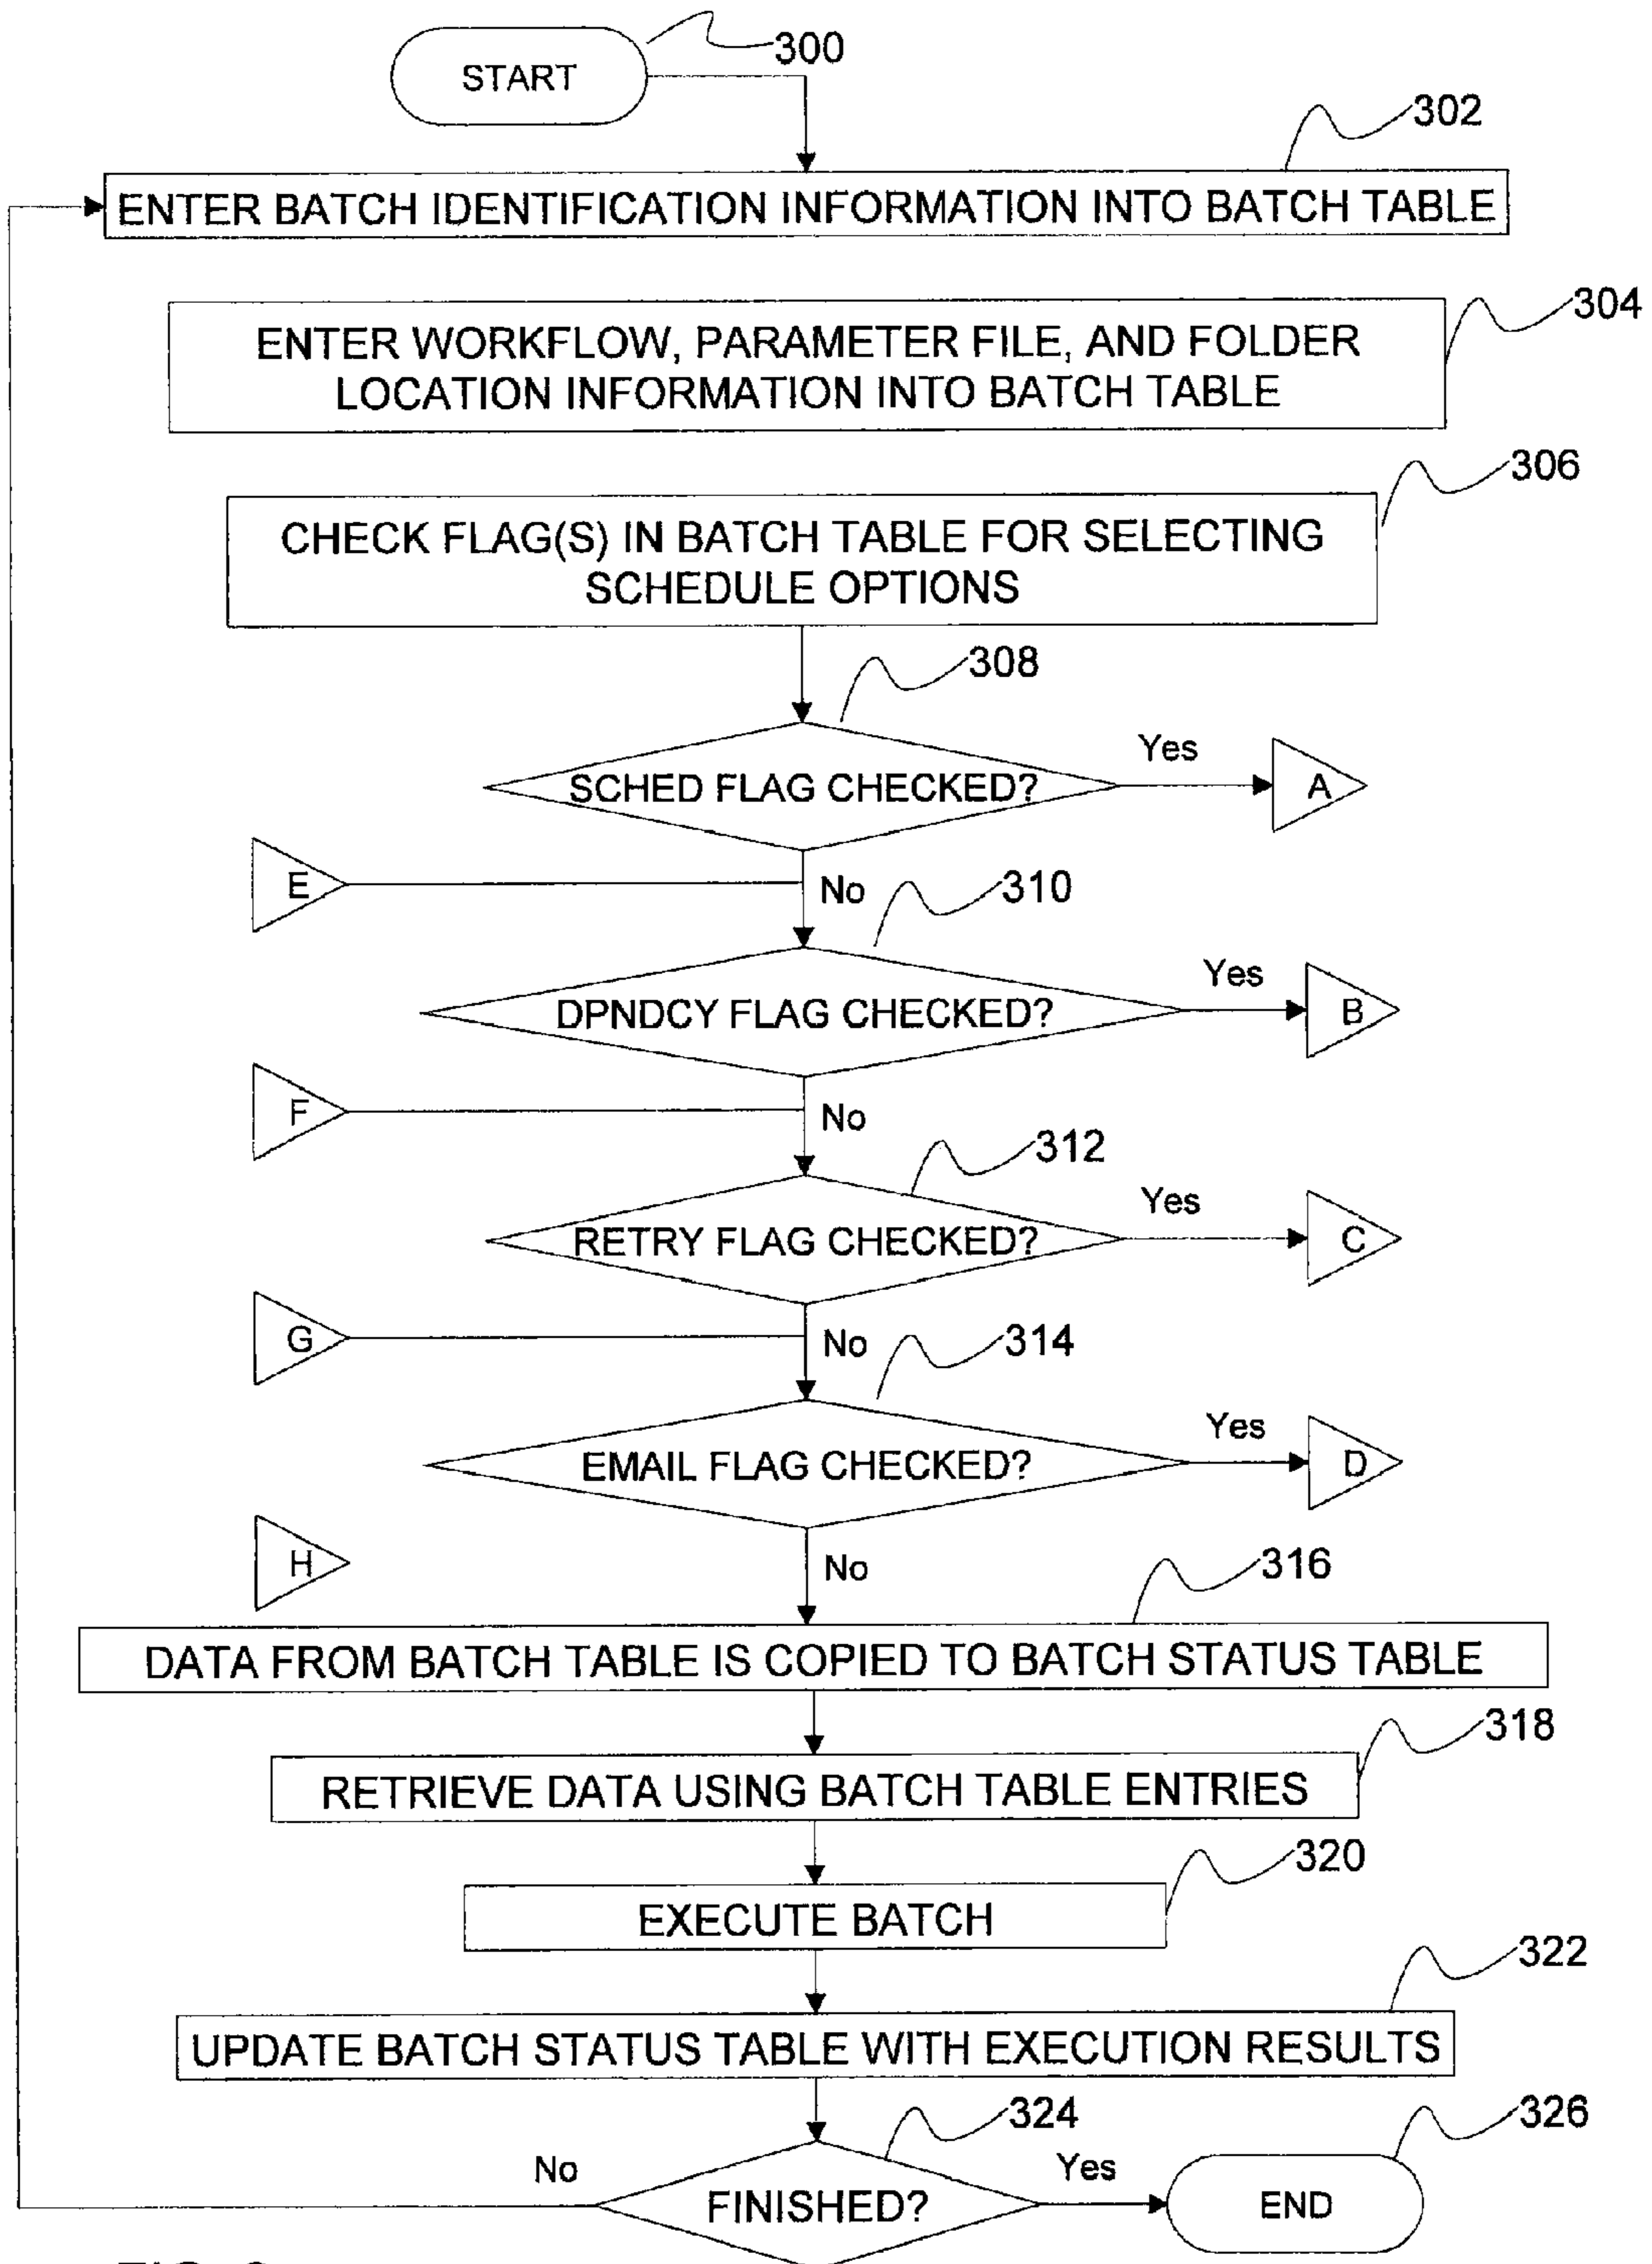 START
300
302
ENTER BATCH IDENTIFICATION INFORMATION INTO BATCH TABLE
304
ENTER WORKFLOW, PARAMETER FILE, AND FOLDER
LOCATION INFORMATION INTO BATCH TABLE
306
CHECK FLAG(S) IN BATCH TABLE FOR SELECTING
SCHEDULE OPTIONS
308
SCHED FLAG CHECKED?
Yes
A
E
No
310
DPNDCY FLAG CHECKED?
Yes
B
F
No
312
RETRY FLAG CHECKED?
Yes
C
G
No
314
EMAIL FLAG CHECKED?
Yes
D
H
No
316
DATA FROM BATCH TABLE IS COPIED TO BATCH STATUS TABLE
318
RETRIEVE DATA USING BATCH TABLE ENTRIES
320
EXECUTE BATCH
322
UPDATE BATCH STATUS TABLE WITH EXECUTION RESULTS
324
326
No
FINISHED?
Yes
END